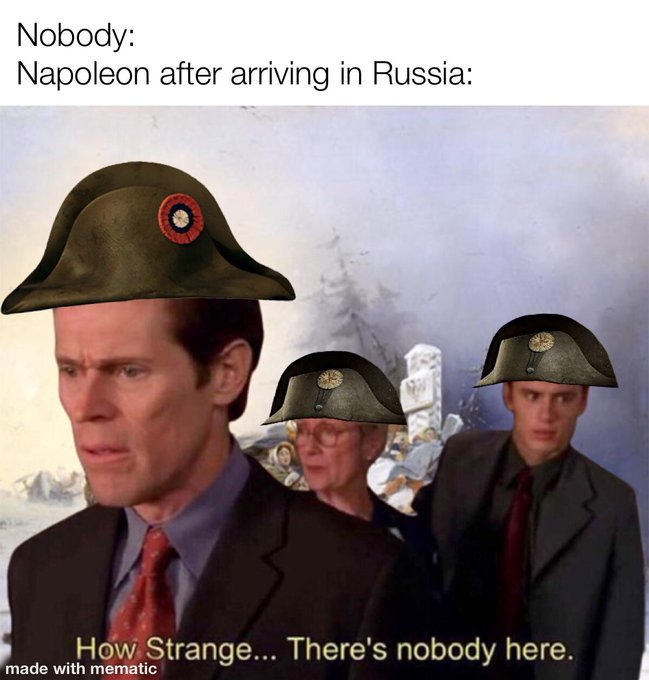 Nobody:
Napoleon after arriving in Russia:
How Strange... There's nobody here.
made with mematic